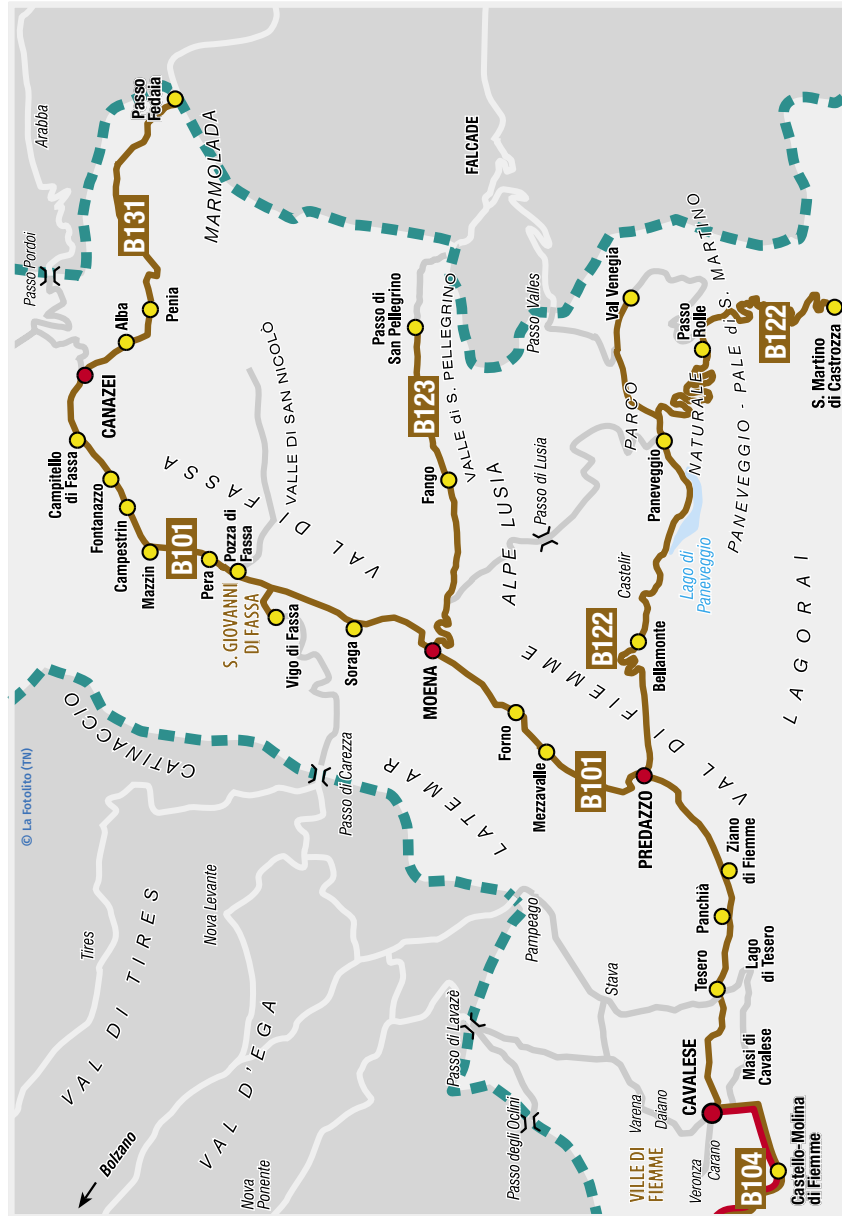 Arabba
Passo
Fedaia
MARMOLADA
Passo Pordoi
B131
FALCADE
Alba
Penia
CANAZEI
Campitello
di Fassa
Fontanazzo
Campestrin
Mazzin
B101
Pera
Pozza di
Fassa
S. GIOVANNI
DI FASSA
Vigo di Fassa
Soraga
VAL DI FASSA
VALLE DI SAN NICOLÒ
Passo di
San Pellegrino
B123
VALLE di S. PELLEGRINO
Fango
MOENA
ALPE LUSIA
Passo di Lusia
Passo Valles
Val Venegia
Passo
Rolle
B122
S. Martino
di Castrozza
PARCO
NATURALE
PANEVEGGIO - PALE di S. MARTINO
Paneveggio
Lago di
Paneveggio
Castelir
B122
Bellamonte
LAGORAI
VAL DI FIEMME
Forno
Mezzavalle
B101
PREDAZZO
LATEMAR
CATINACCIO
Passo di Carezza
© La Fotolito (TN)
Tires
VAL DI TIRES
Nova Levante
VAL D'EGA
Bolzano
Nova
Ponente
Pampeago
Stava
Passo di Lavazè
Passo degli Oclini
Ziano
di Fiemme
Panchià
Tesero
Lago
di Tesero
Masi di
Cavalese
CAVALESE
Varena
Daiano
VILLE DI
FIEMME
Veronza
Carano
B104
Castello-Molina
di Fiemme